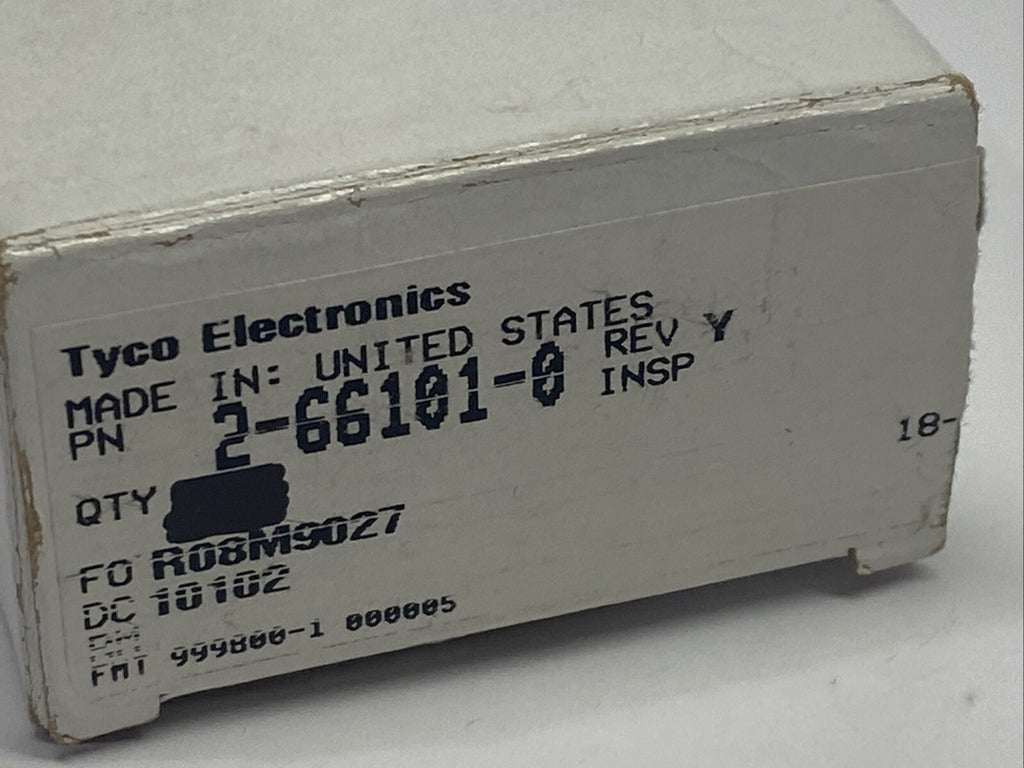 Tyco Electronics
MADE IN: UNITED STATES
PN 2-66101-0 REV Y
INSP
18-
QTY
FO R08M9027
DC 10102
FMT 999800-1 000005